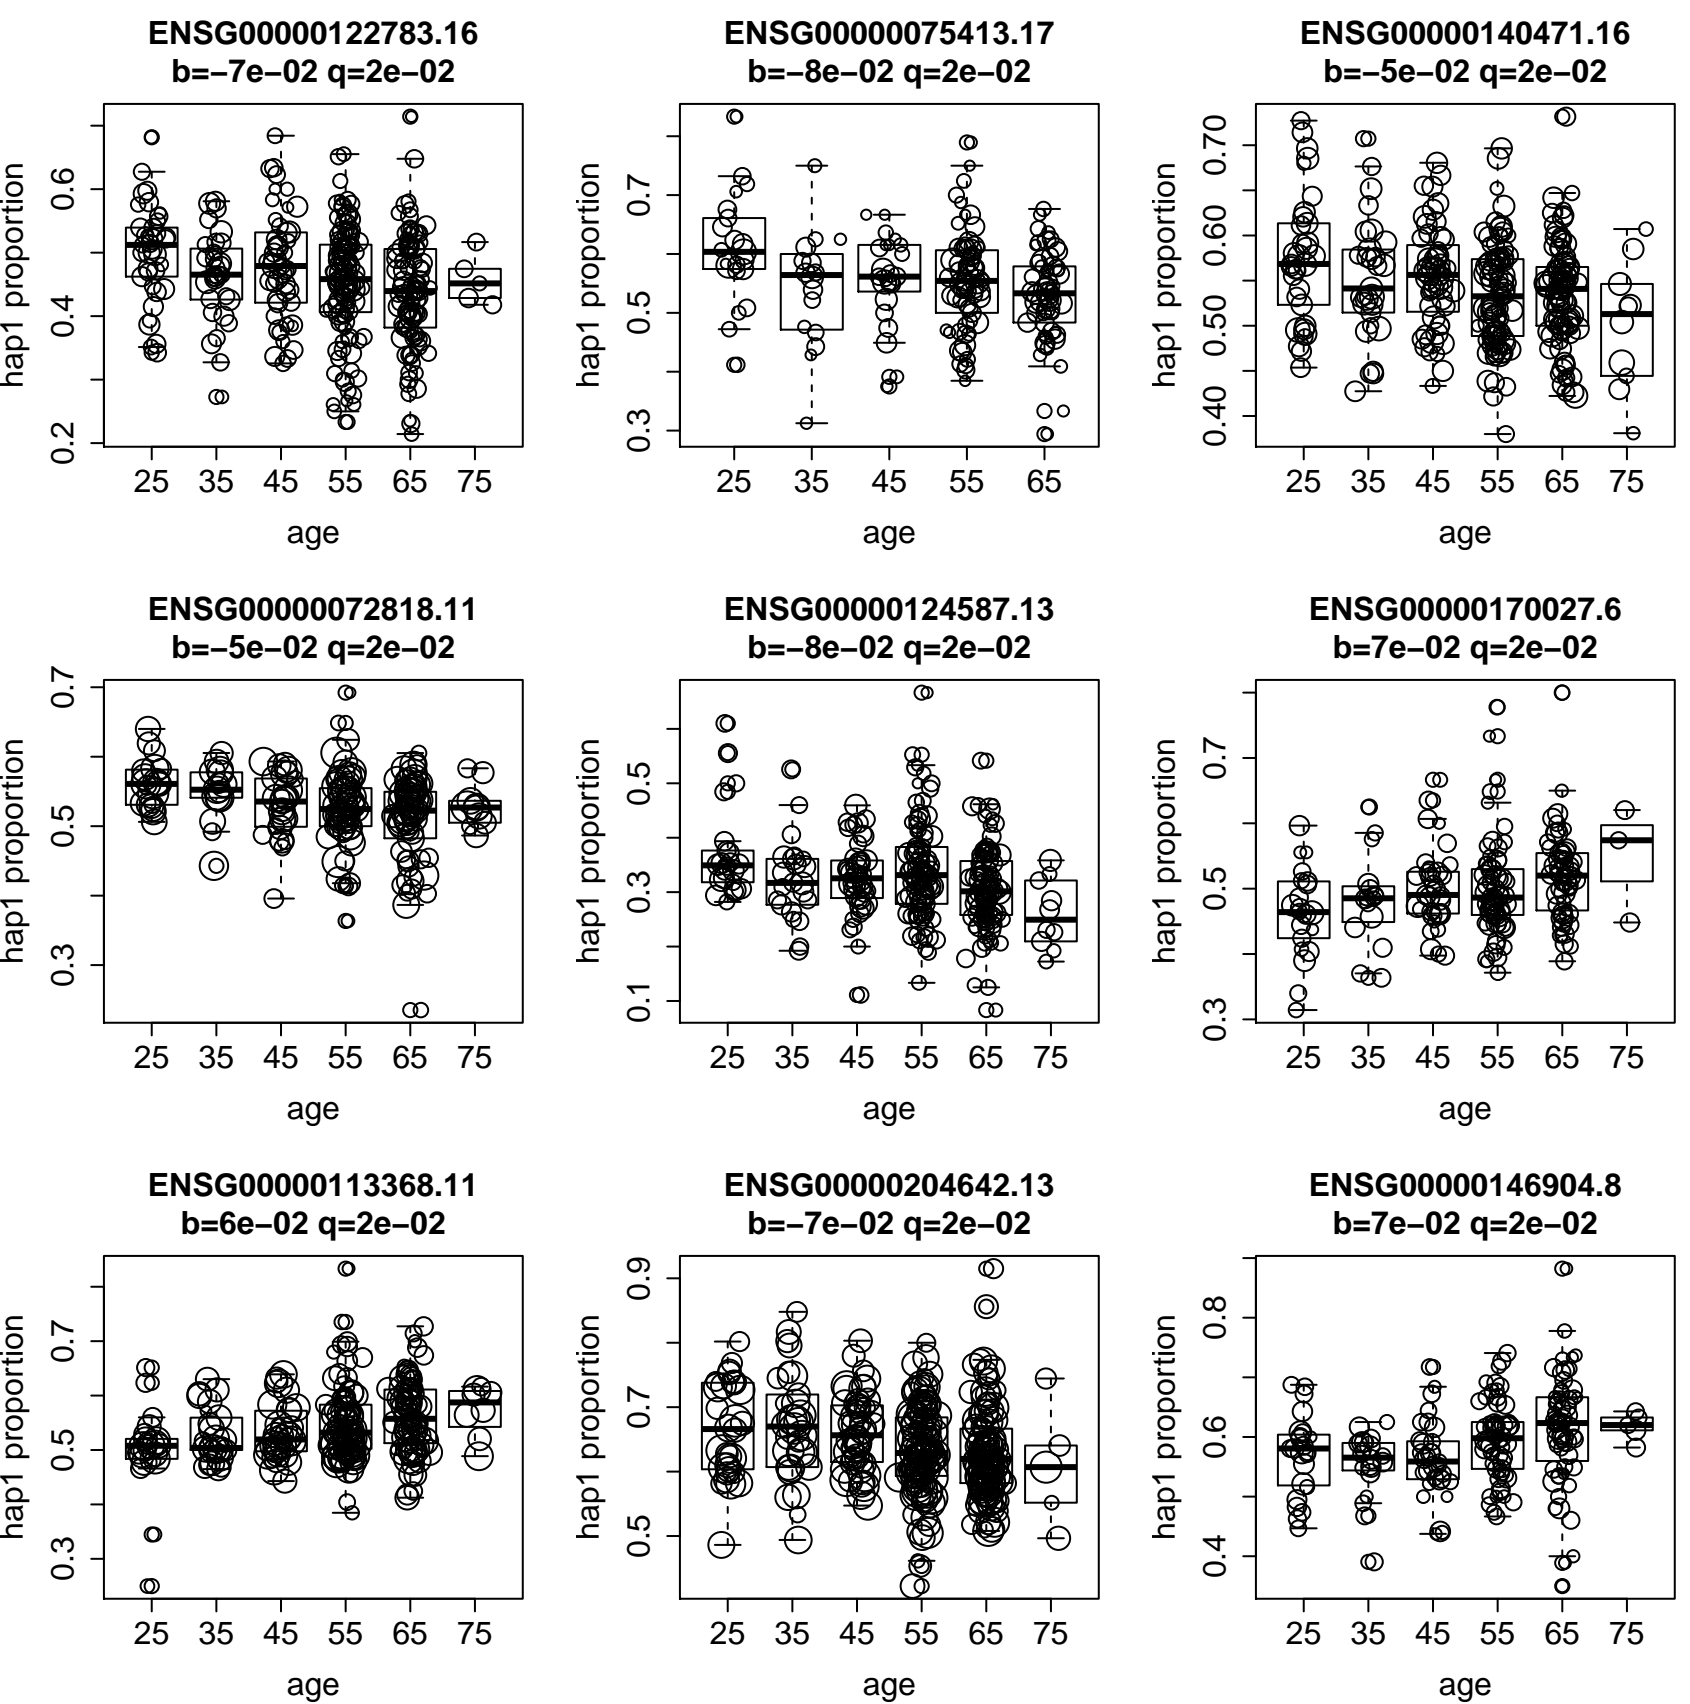 ENSG00000122783.16
b=−7e−02 q=2e−02
hap1 proportion
0.2 0.4 0.6
25 35 45 55 65 75
age
ENSG00000075413.17
b=−8e−02 q=2e−02
hap1 proportion
0.3 0.5 0.7
25 35 45 55 65
age
ENSG00000140471.16
b=−5e−02 q=2e−02
hap1 proportion
0.40 0.50 0.60 0.70
25 35 45 55 65 75
age
ENSG00000072818.11
b=−5e−02 q=2e−02
hap1 proportion
0.3 0.5 0.7
25 35 45 55 65 75
age
ENSG00000124587.13
b=−8e−02 q=2e−02
hap1 proportion
0.1 0.3 0.5
25 35 45 55 65 75
age
ENSG00000170027.6
b=7e−02 q=2e−02
hap1 proportion
0.3 0.5 0.7
25 35 45 55 65 75
age
ENSG00000113368.11
b=6e−02 q=2e−02
hap1 proportion
0.3 0.5 0.7
25 35 45 55 65 75
age
ENSG00000204642.13
b=−7e−02 q=2e−02
hap1 proportion
0.5 0.7 0.9
25 35 45 55 65 75
age
ENSG00000146904.8
b=7e−02 q=2e−02
hap1 proportion
0.4 0.6 0.8
25 35 45 55 65 75
age